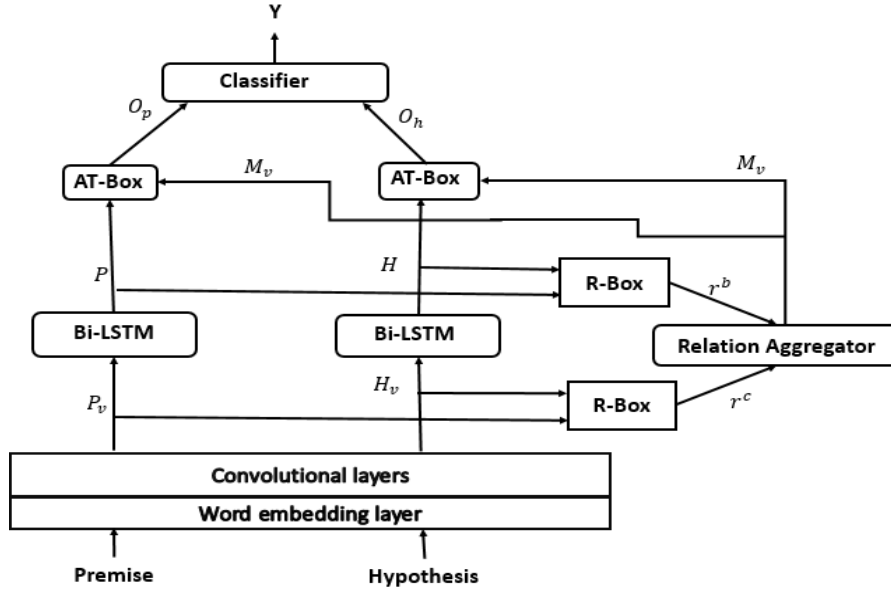 Y
Classifier
O_p
O_h
AT-Box
M_v
AT-Box
M_v
P
H
R-Box
r^b
Bi-LSTM
Bi-LSTM
Relation Aggregator
P_v
H_v
R-Box
r^c
Convolutional layers
Word embedding layer
Premise
Hypothesis